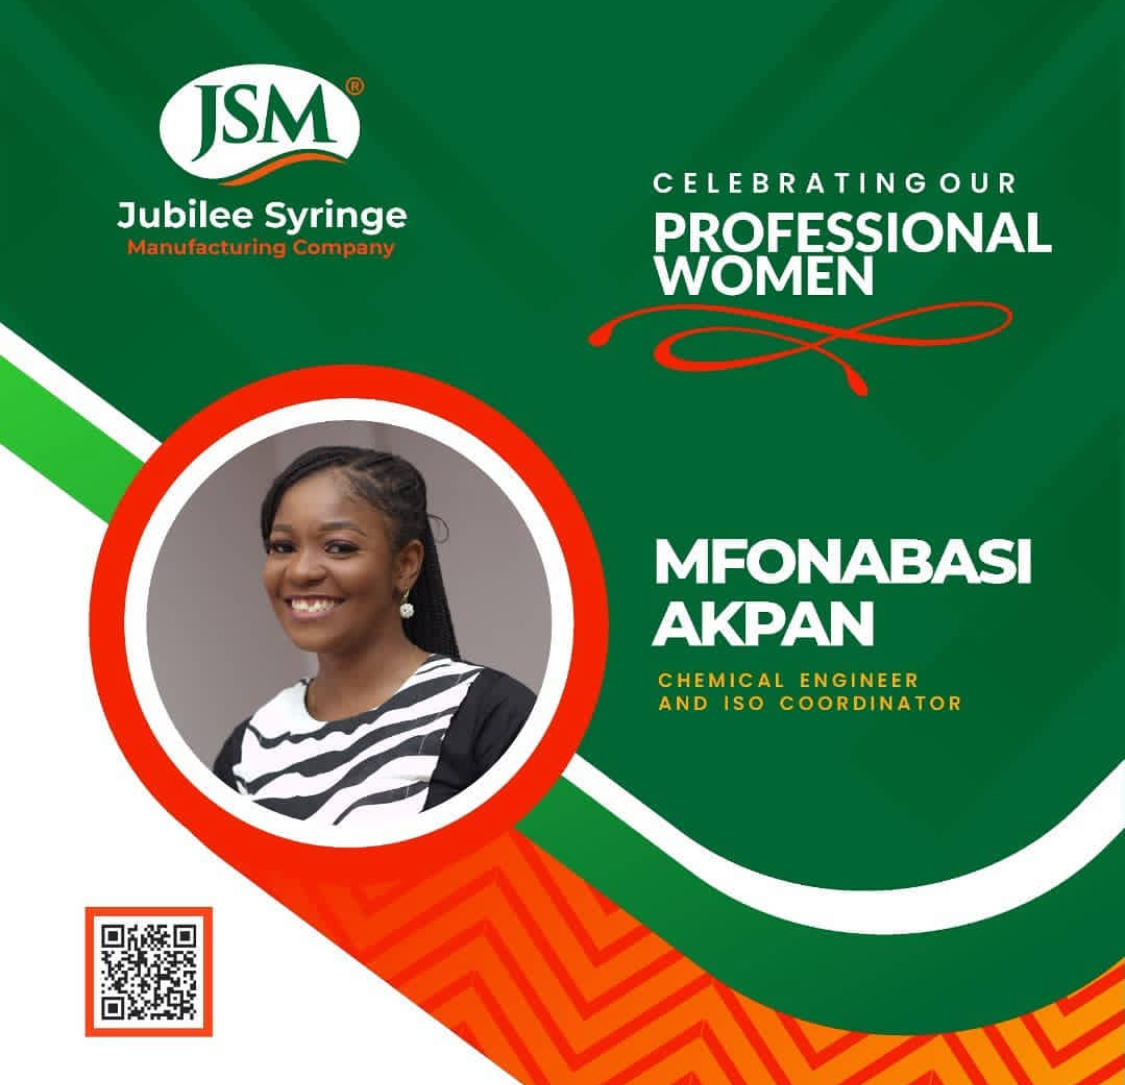 JSM®
Jubilee Syringe
Manufacturing Company
CELEBRATING OUR
PROFESSIONAL
WOMEN
MFONABASI
AKPAN
CHEMICAL ENGINEER
AND ISO COORDINATOR